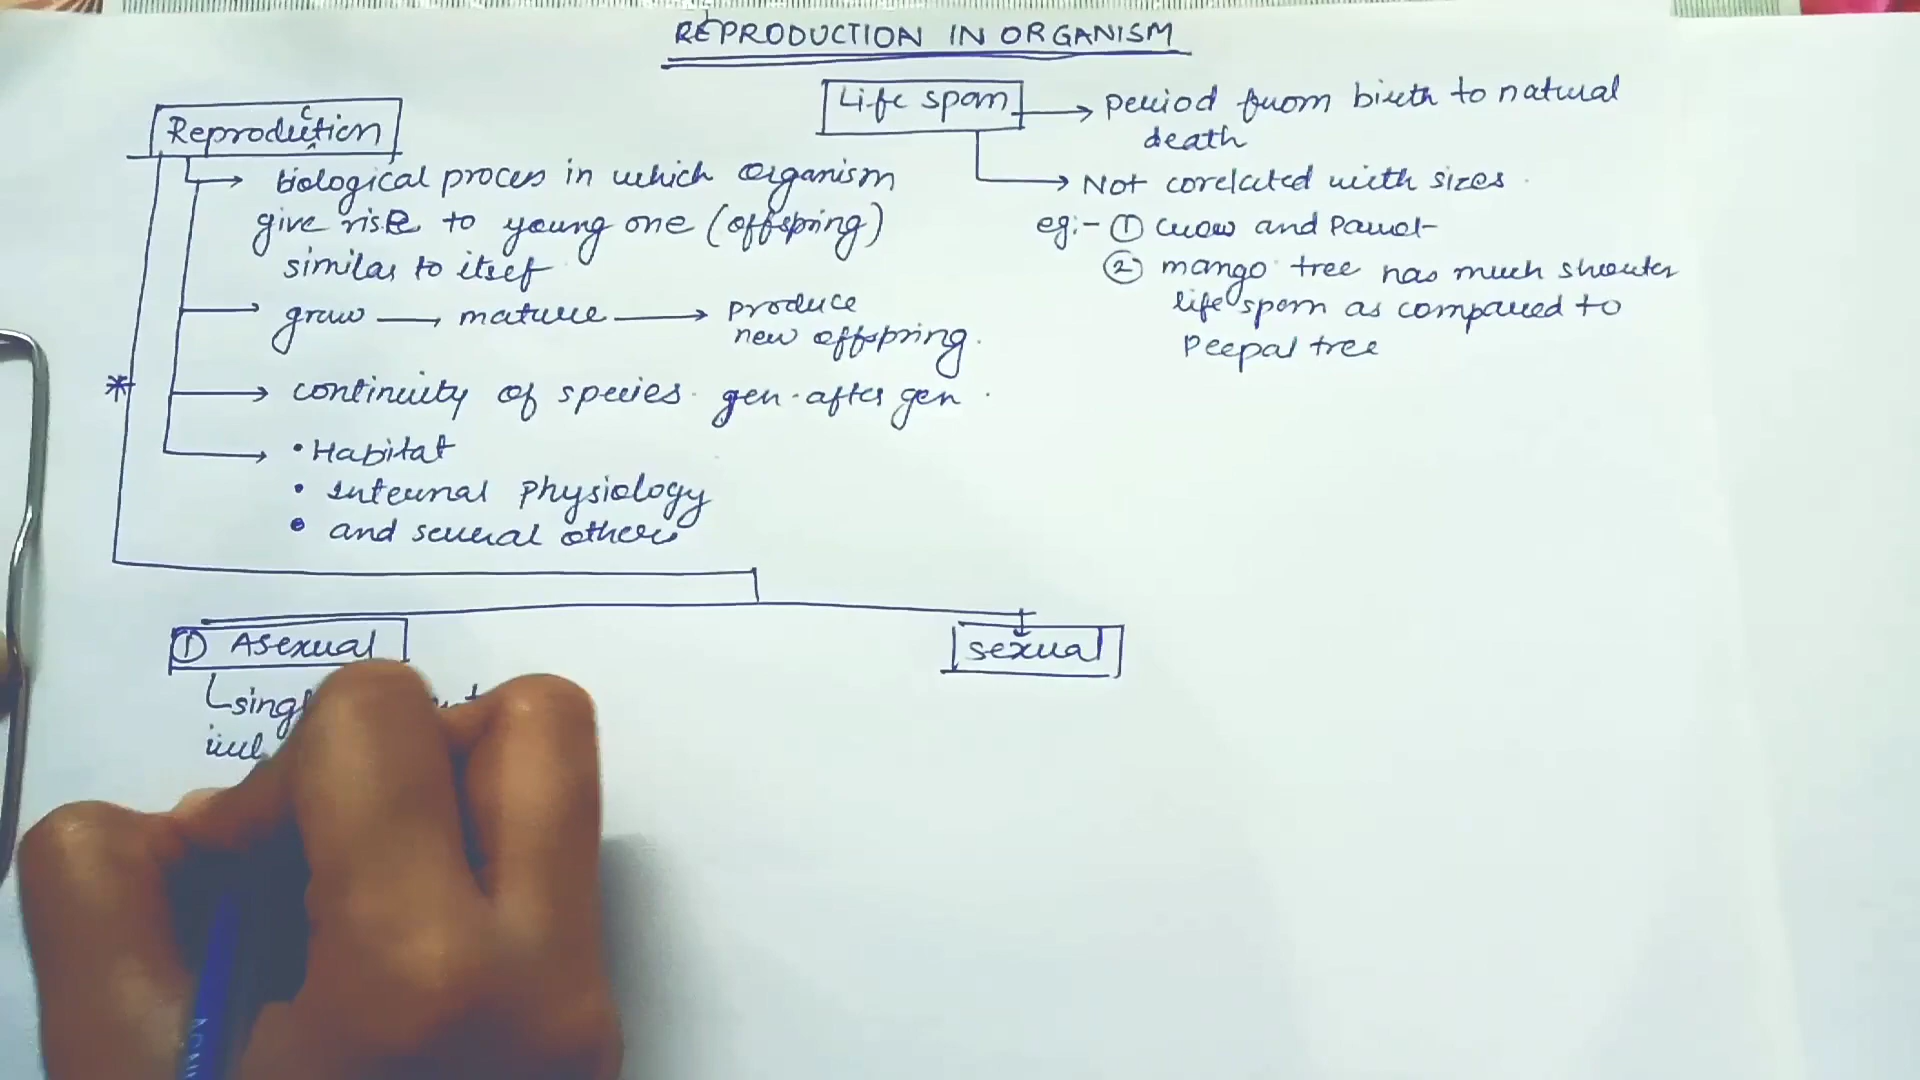 REPRODUCTION IN ORGANISM
Reproduction
biological proces in which organism
give rise to young one (offspring)
similar to itself
grow → mature → produce
new offspring.
continuity of species. gen. after gen.
* 
• Habitat
• internal physiology
• and several others
Life span → period from birth to natural
death
→ Not corelated with sizes.
eg:- ① crow and Parrot
② mango tree has much shorter
life span as compared to
Peepal tree
① Asexual
sexual